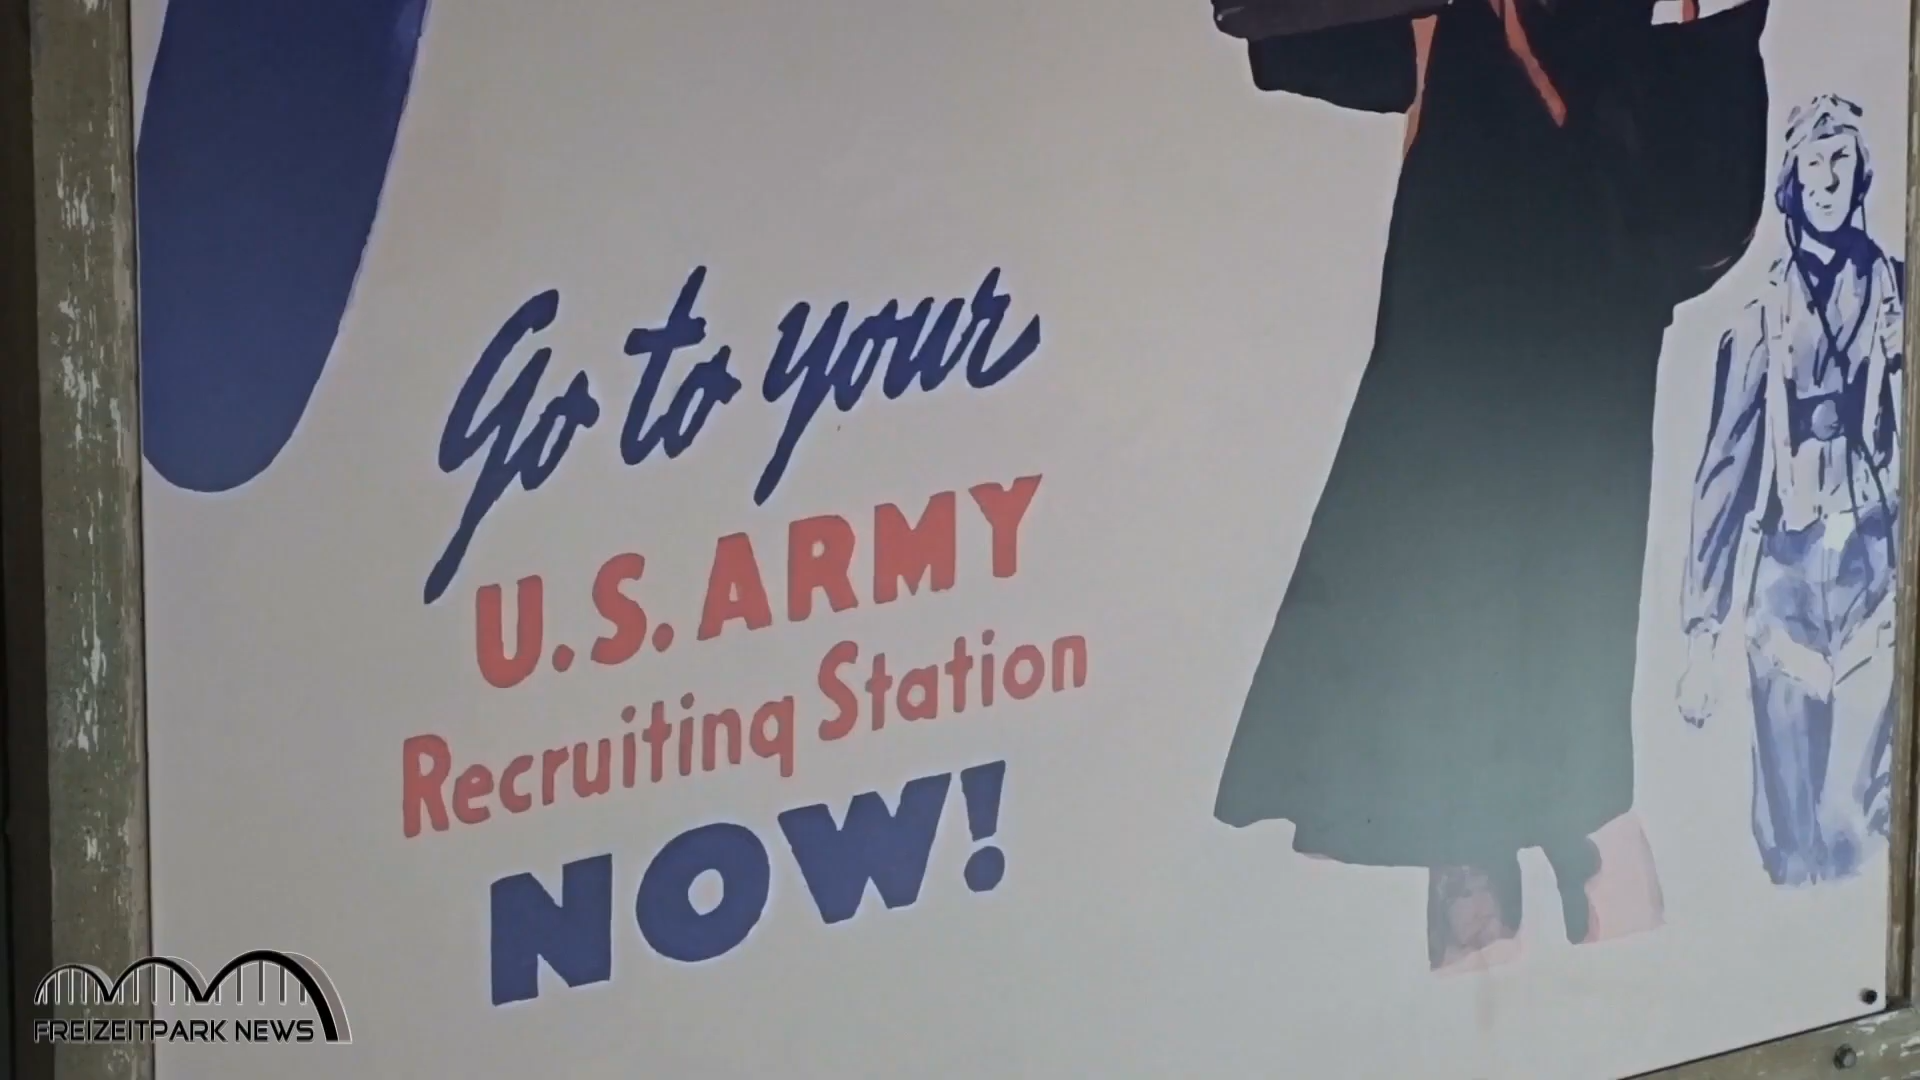 Go to your
U.S. ARMY
Recruiting Station
NOW!
FREIZEITPARK NEWS